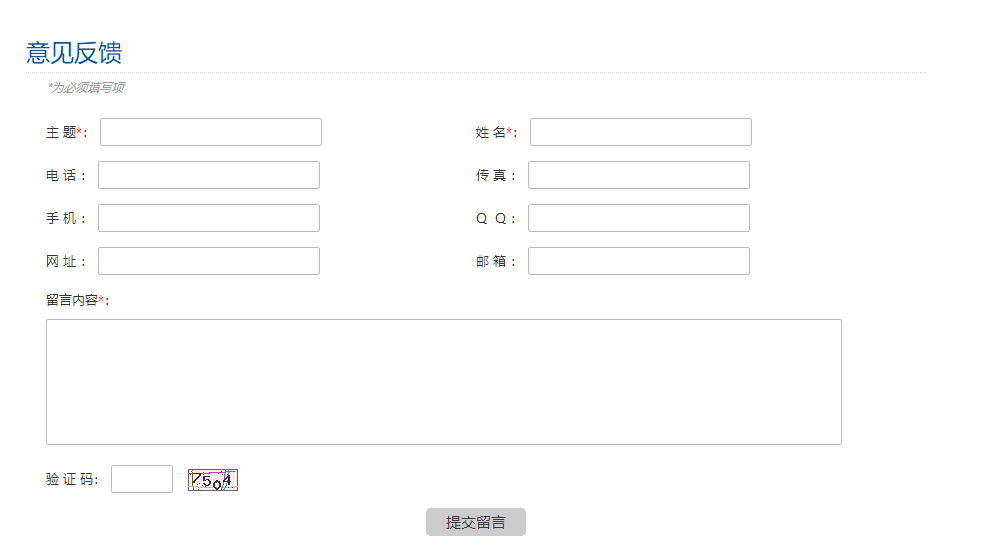 意见反馈
*为必须填写项
主 题*: 姓 名*:
电 话： 传 真：
手 机： Q Q：
网 址： 邮 箱：
留言内容*:
验 证 码: 7504
提交留言